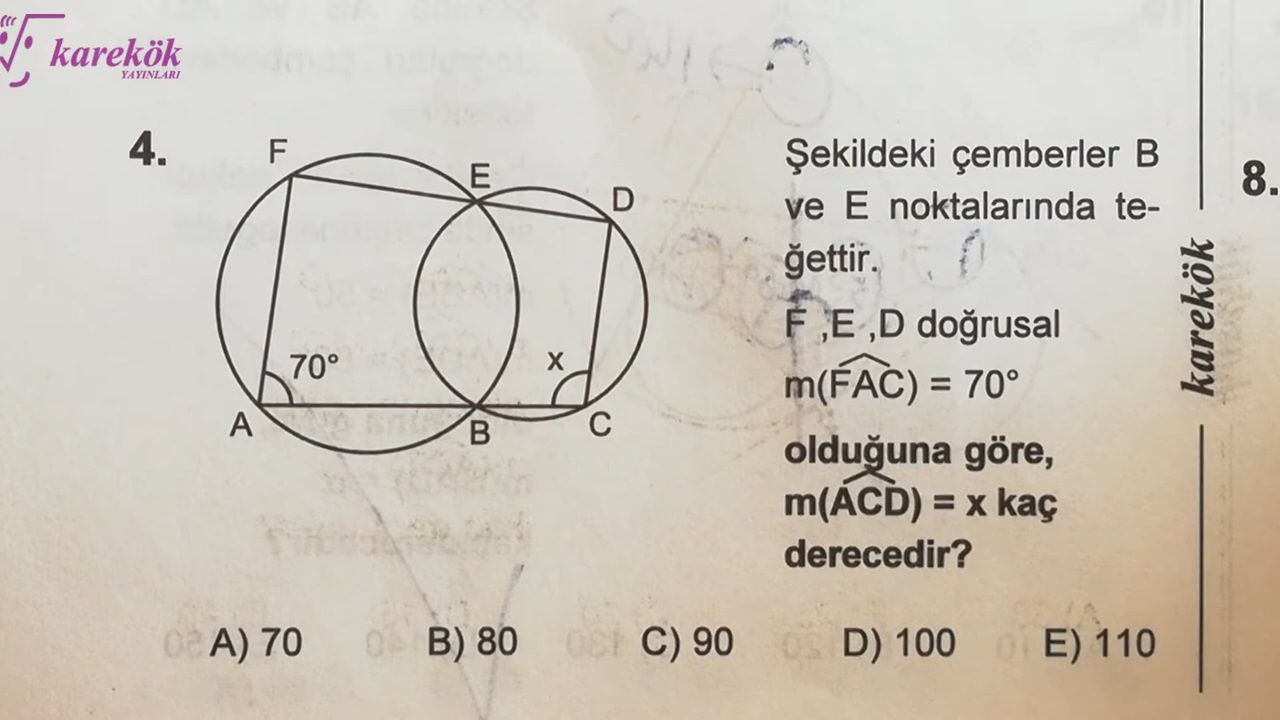 karekök
YAYINLARI
4.
F
E
D
70°
x
A
B
C
Şekildeki çemberler B
ve E noktalarında te-
ğettir.
F ,E ,D doğrusal
m(FAC) = 70°
olduğuna göre,
m(ACD) = x kaç
derecedir?
A) 70 B) 80 C) 90 D) 100 E) 110
karekök
8.